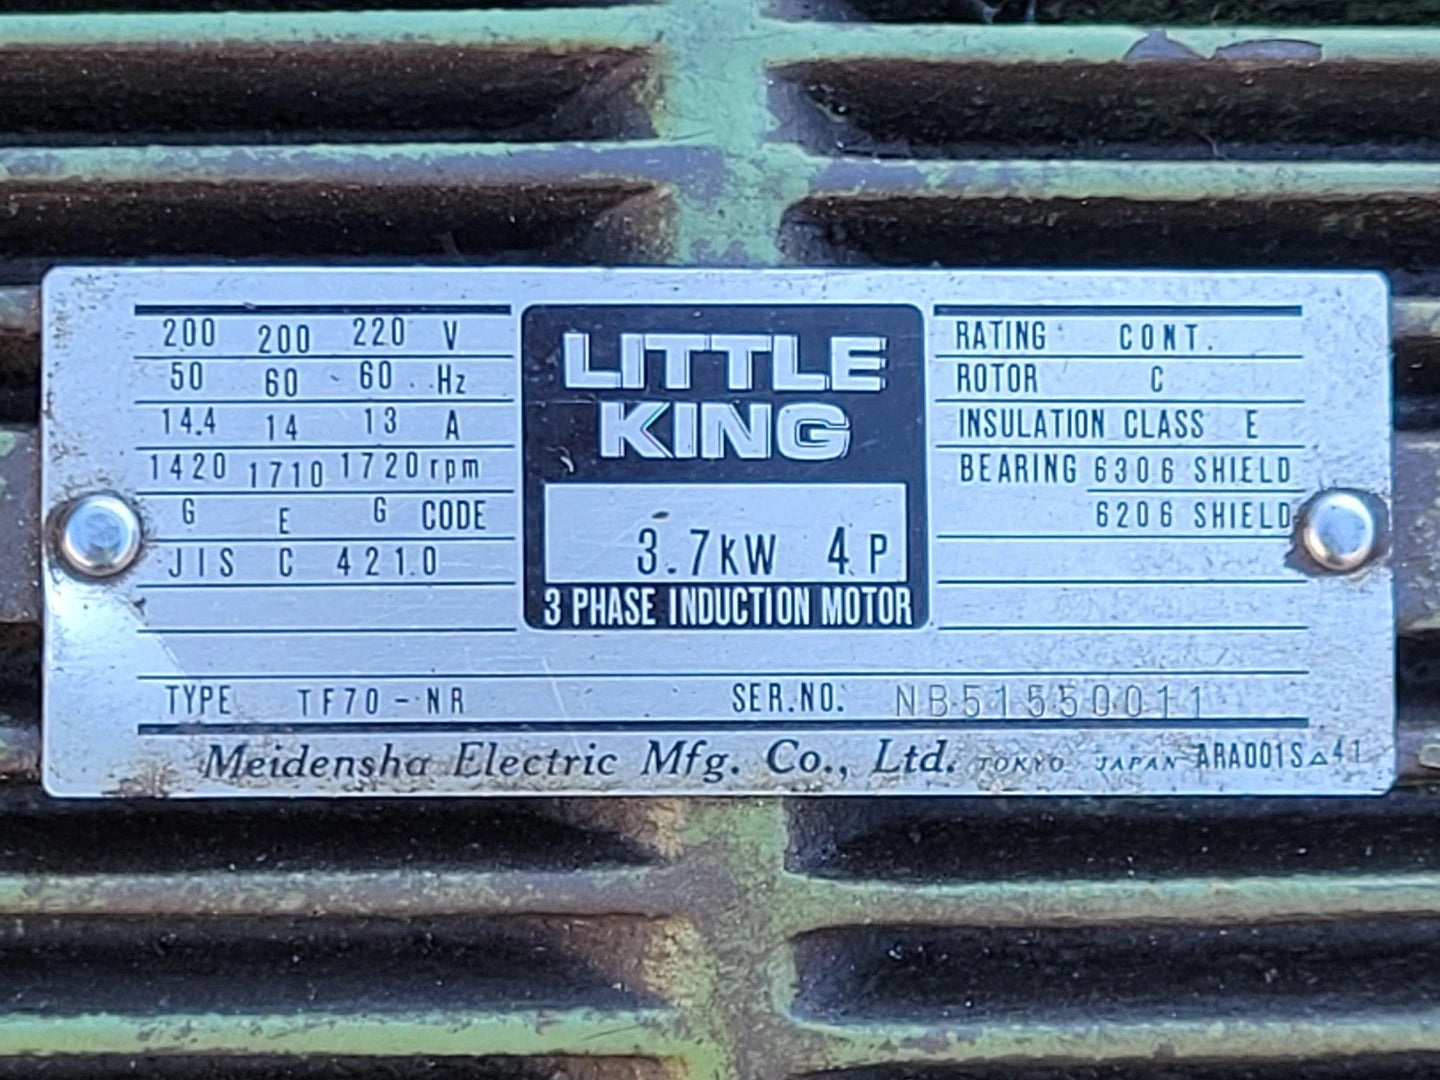 200 200 220 V
50 60 60 Hz
14.4 14 13 A
1420 1710 1720 rpm
G E G CODE
JIS C 4210
LITTLE
KING
3.7kW 4P
3 PHASE INDUCTION MOTOR
RATING CONT.
ROTOR C
INSULATION CLASS E
BEARING 6306 SHIELD
6206 SHIELD
TYPE TF70-NR SER.NO. NB51550011
Meidensha Electric Mfg. Co., Ltd. TOKYO JAPAN ARA001S△41